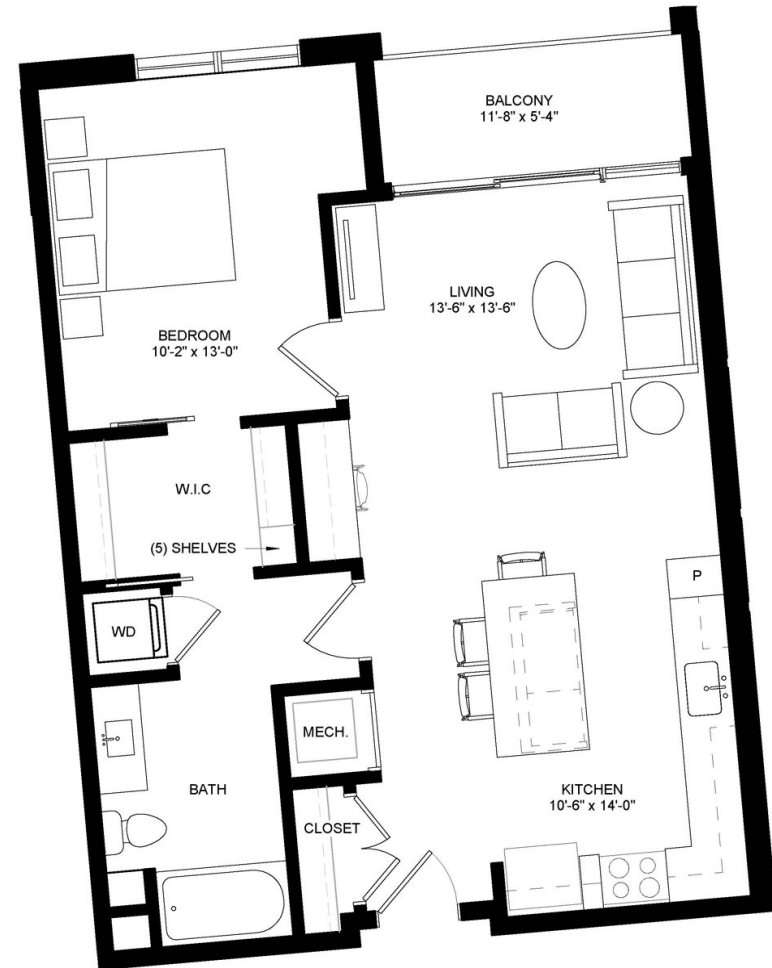 BALCONY
11'-8" x 5'-4"
LIVING
13'-6" x 13'-6"
BEDROOM
10'-2" x 13'-0"
W.I.C
(5) SHELVES
P
WD
MECH.
BATH
KITCHEN
10'-6" x 14'-0"
CLOSET